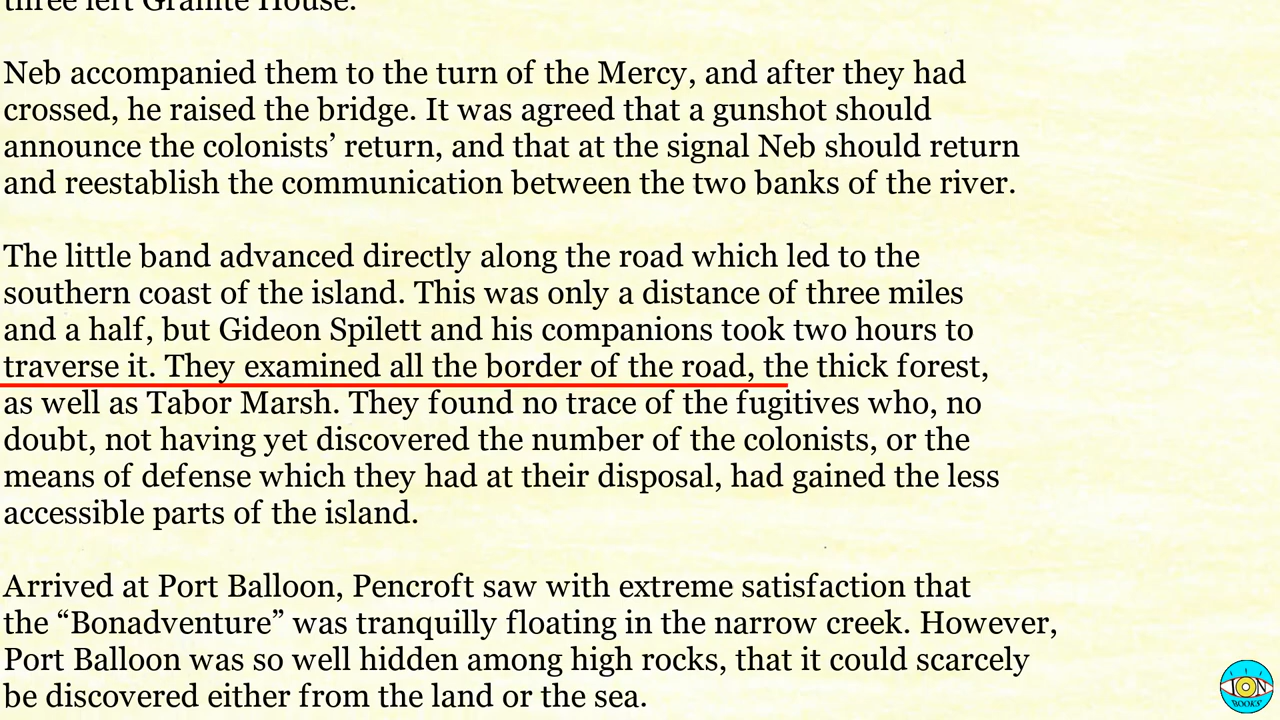 three left Granite House.
Neb accompanied them to the turn of the Mercy, and after they had
crossed, he raised the bridge. It was agreed that a gunshot should
announce the colonists’ return, and that at the signal Neb should return
and reestablish the communication between the two banks of the river.
The little band advanced directly along the road which led to the
southern coast of the island. This was only a distance of three miles
and a half, but Gideon Spilett and his companions took two hours to
traverse it. They examined all the border of the road, the thick forest,
as well as Tabor Marsh. They found no trace of the fugitives who, no
doubt, not having yet discovered the number of the colonists, or the
means of defense which they had at their disposal, had gained the less
accessible parts of the island.
Arrived at Port Balloon, Pencroft saw with extreme satisfaction that
the “Bonadventure” was tranquilly floating in the narrow creek. However,
Port Balloon was so well hidden among high rocks, that it could scarcely
be discovered either from the land or the sea.
ION
BOOKS